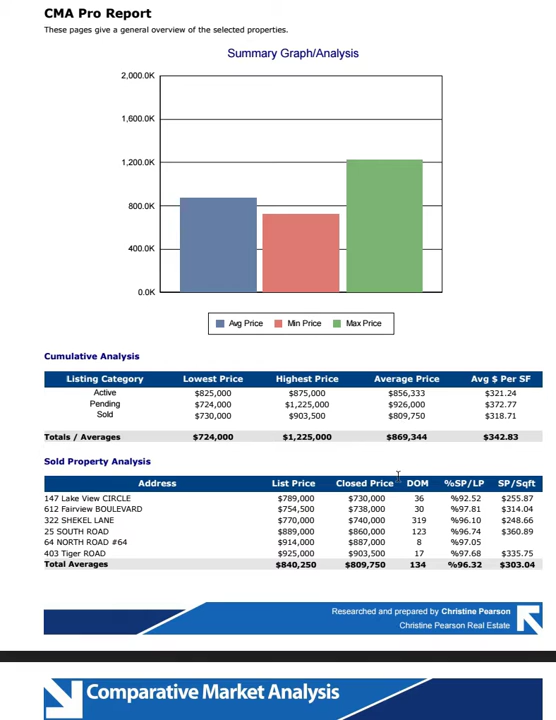 CMA Pro Report
These pages give a general overview of the selected properties.
Summary Graph/Analysis
2,000.0K
1,600.0K
1,200.0K
800.0K
400.0K
0.0K
Avg Price Min Price Max Price
Cumulative Analysis
Listing Category Lowest Price Highest Price Average Price Avg $ Per SF
Active $825,000 $875,000 $856,333 $321.24
Pending $724,000 $1,225,000 $926,000 $372.77
Sold $730,000 $903,500 $809,750 $318.71
Totals / Averages $724,000 $1,225,000 $869,344 $342.83
Sold Property Analysis
Address List Price Closed Price DOM %SP/LP SP/Sqft
147 Lake View CIRCLE $789,000 $730,000 36 %92.52 $255.87
612 Fairview BOULEVARD $754,500 $738,000 30 %97.81 $314.04
322 SHEKEL LANE $770,000 $740,000 319 %96.10 $248.66
25 SOUTH ROAD $889,000 $860,000 123 %96.74 $360.89
64 NORTH ROAD #64 $914,000 $887,000 8 %97.05
403 Tiger ROAD $925,000 $903,500 17 %97.68 $335.75
Total Averages $840,250 $809,750 134 %96.32 $303.04
Researched and prepared by Christine Pearson
Christine Pearson Real Estate
Comparative Market Analysis